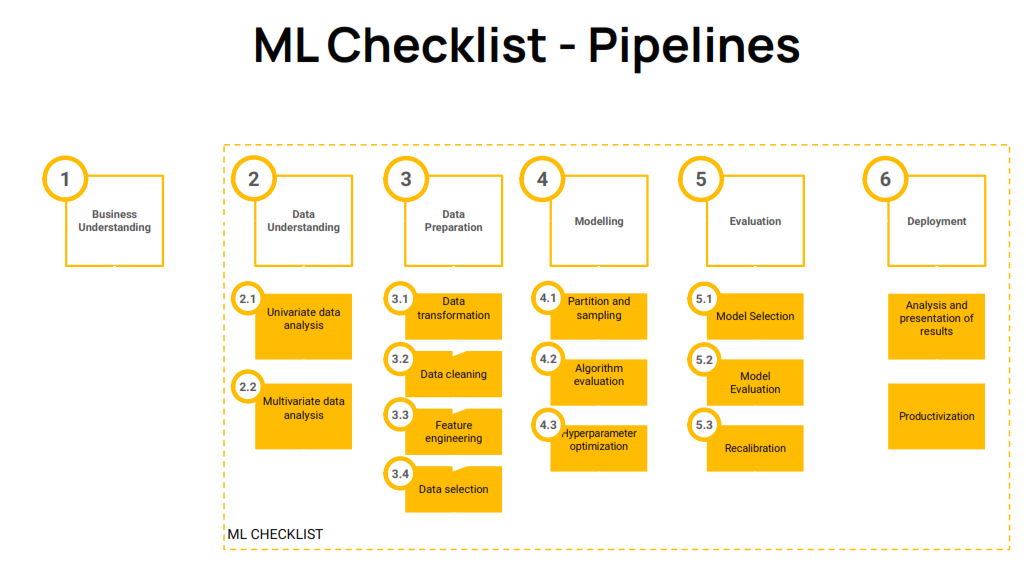 ML Checklist - Pipelines
1
Business
Understanding
2
Data
Understanding
2.1
Univariate data
analysis
2.2
Multivariate data
analysis
3
Data
Preparation
3.1
Data
transformation
3.2
Data cleaning
3.3
Feature
engineering
3.4
Data selection
4
Modelling
4.1
Partition and
sampling
4.2
Algorithm
evaluation
4.3
Hyperparameter
optimization
5
Evaluation
5.1
Model Selection
5.2
Model
Evaluation
5.3
Recalibration
6
Deployment
Analysis and
presentation of
results
Productivization
ML CHECKLIST